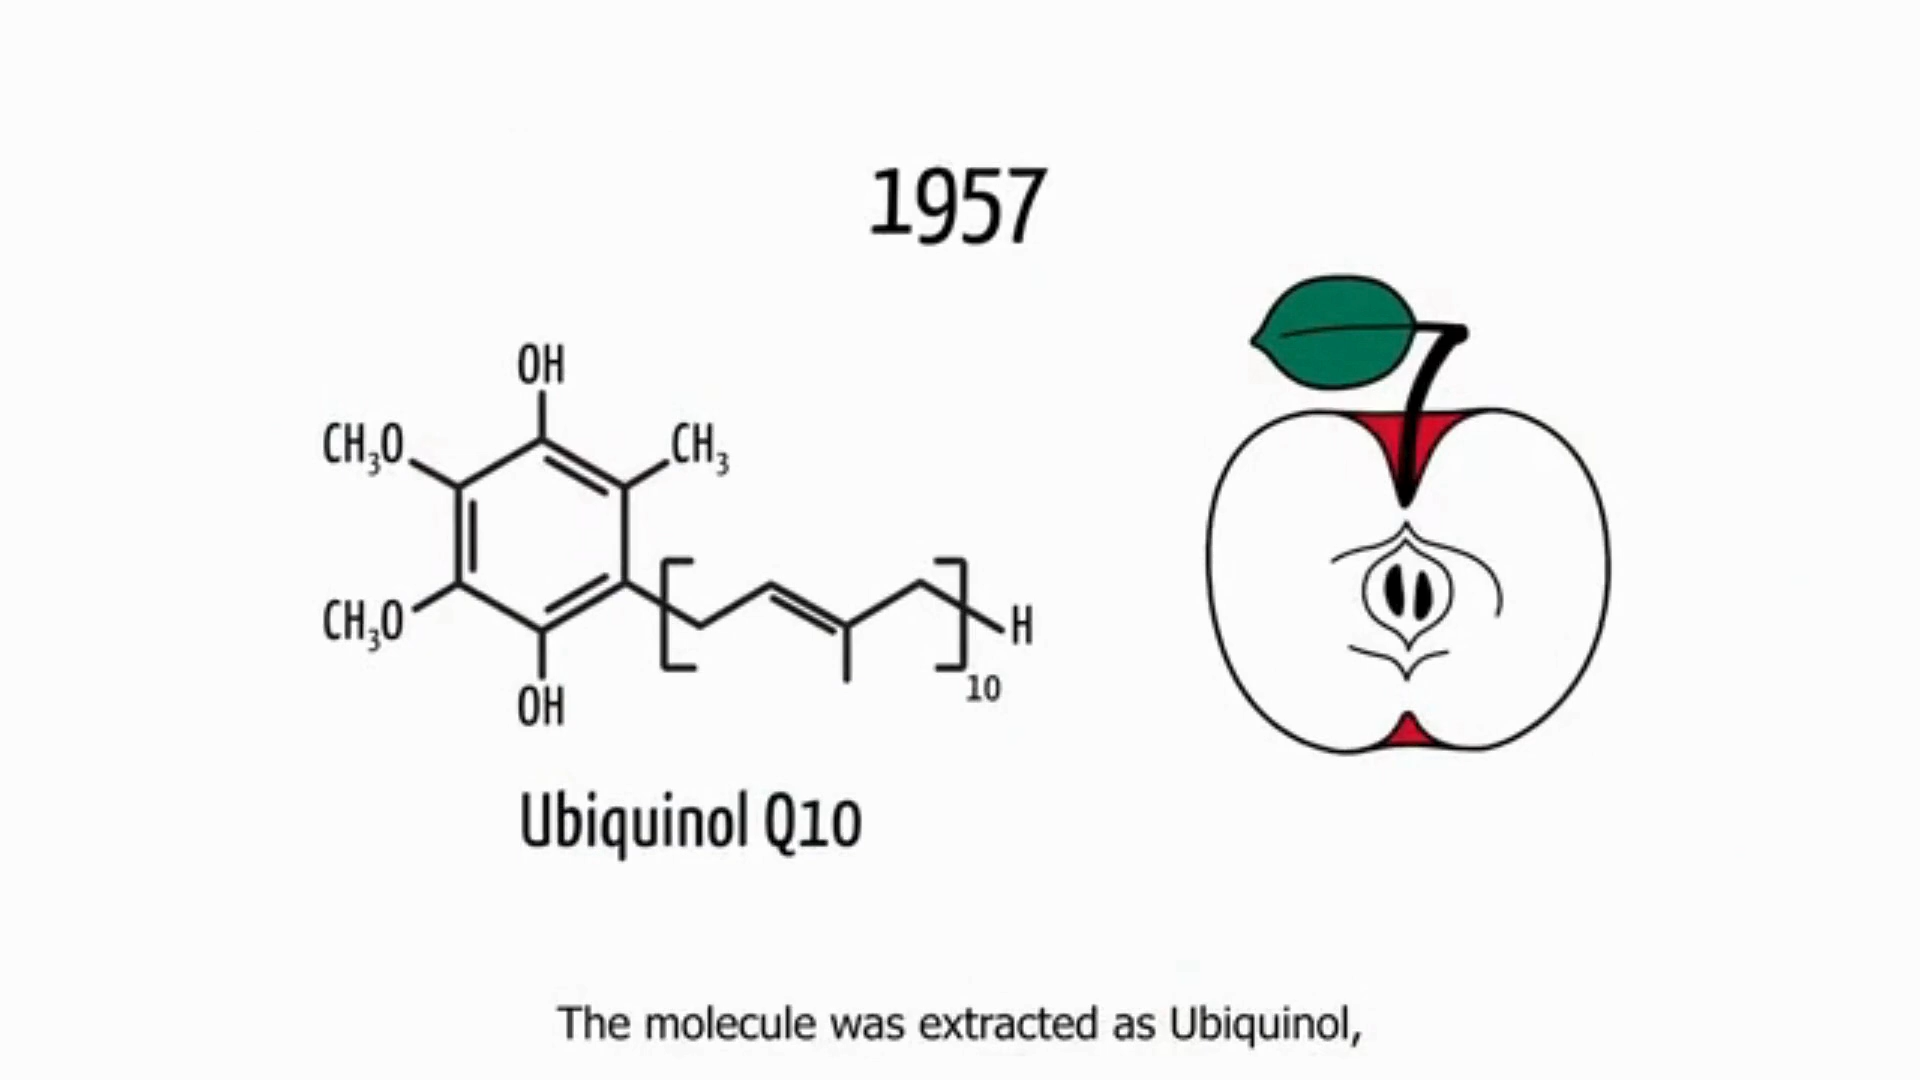 1957
OH
CH₃O
CH₃
CH₃O
H
10
OH
Ubiquinol Q10
The molecule was extracted as Ubiquinol,